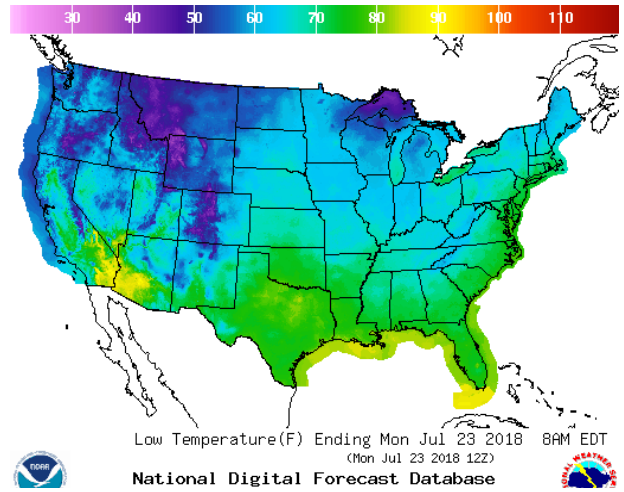 30 40 50 60 70 80 90 100 110
Low Temperature(F) Ending Mon Jul 23 2018 8AM EDT
(Mon Jul 23 2018 12Z)
National Digital Forecast Database
NOAA